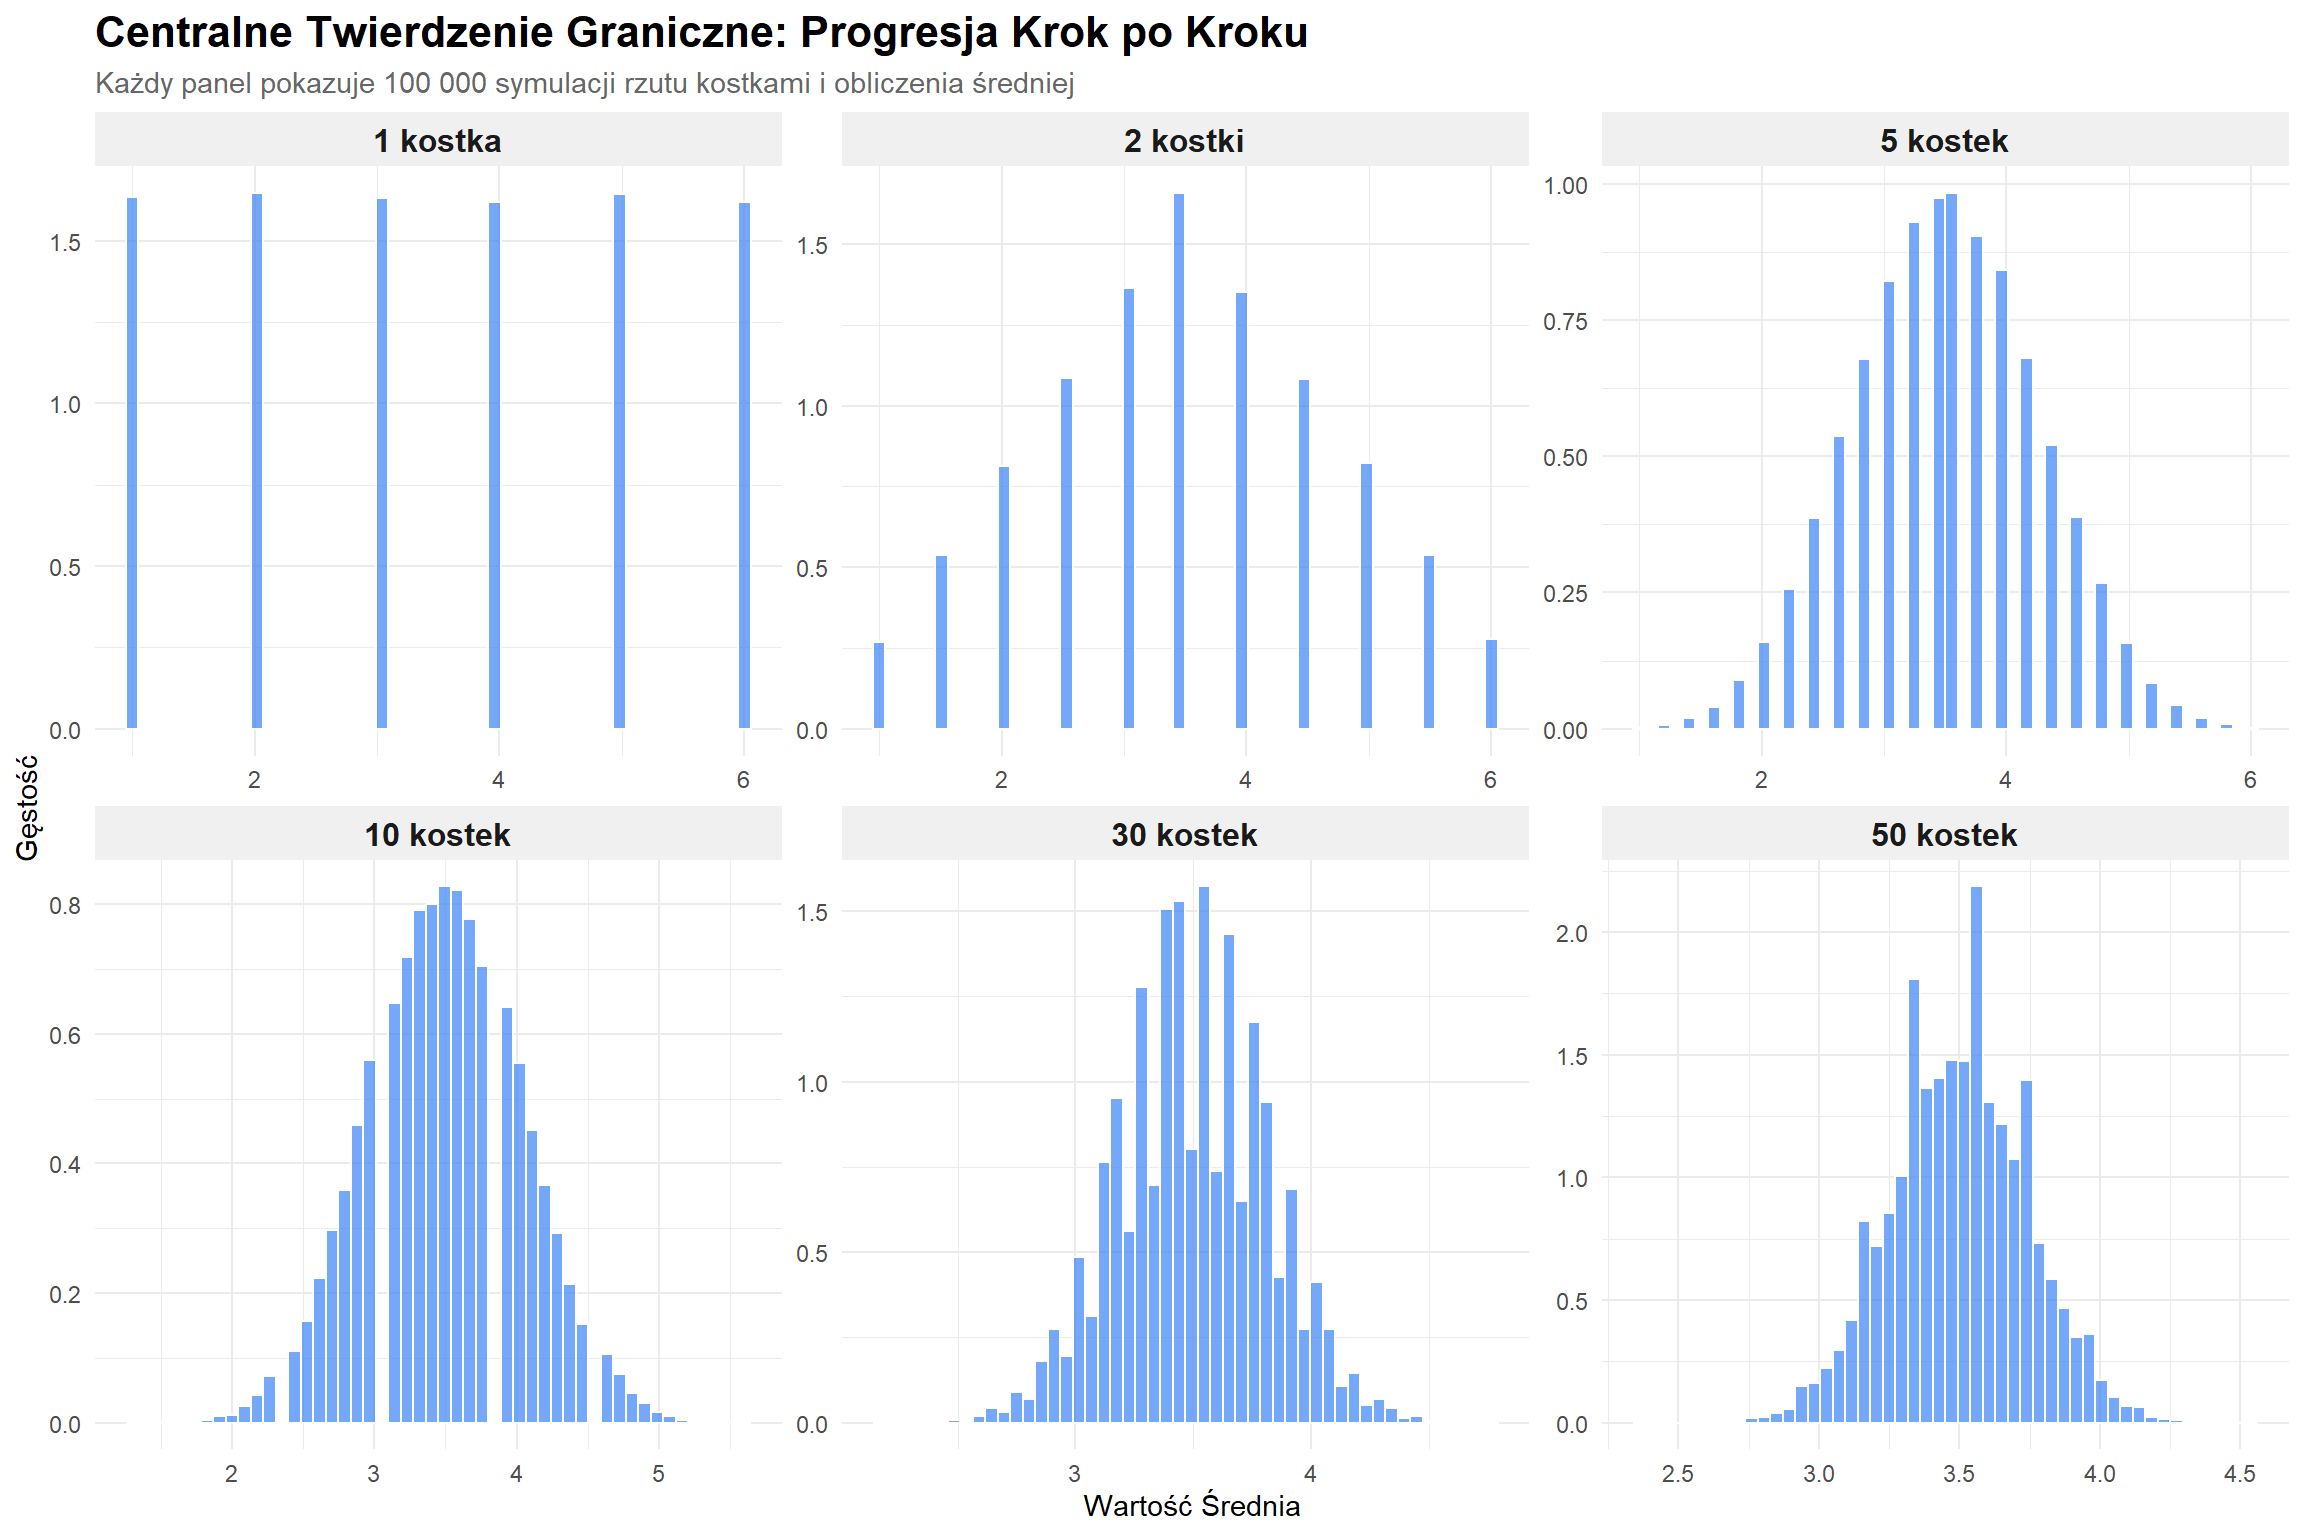 Centralne Twierdzenie Graniczne: Progresja Krok po Kroku
Każdy panel pokazuje 100 000 symulacji rzutu kostkami i obliczenia średniej
1 kostka
2 kostki
5 kostek
1.5
1.0
0.5
0.0
2 4 6
1.5
1.0
0.5
0.0
2 4 6
1.00
0.75
0.50
0.25
0.00
2 4 6
Gęstość
10 kostek
30 kostek
50 kostek
0.8
0.6
0.4
0.2
0.0
2 3 4 5
1.5
1.0
0.5
0.0
3 4
2.0
1.5
1.0
0.5
0.0
2.5 3.0 3.5 4.0 4.5
Wartość Średnia